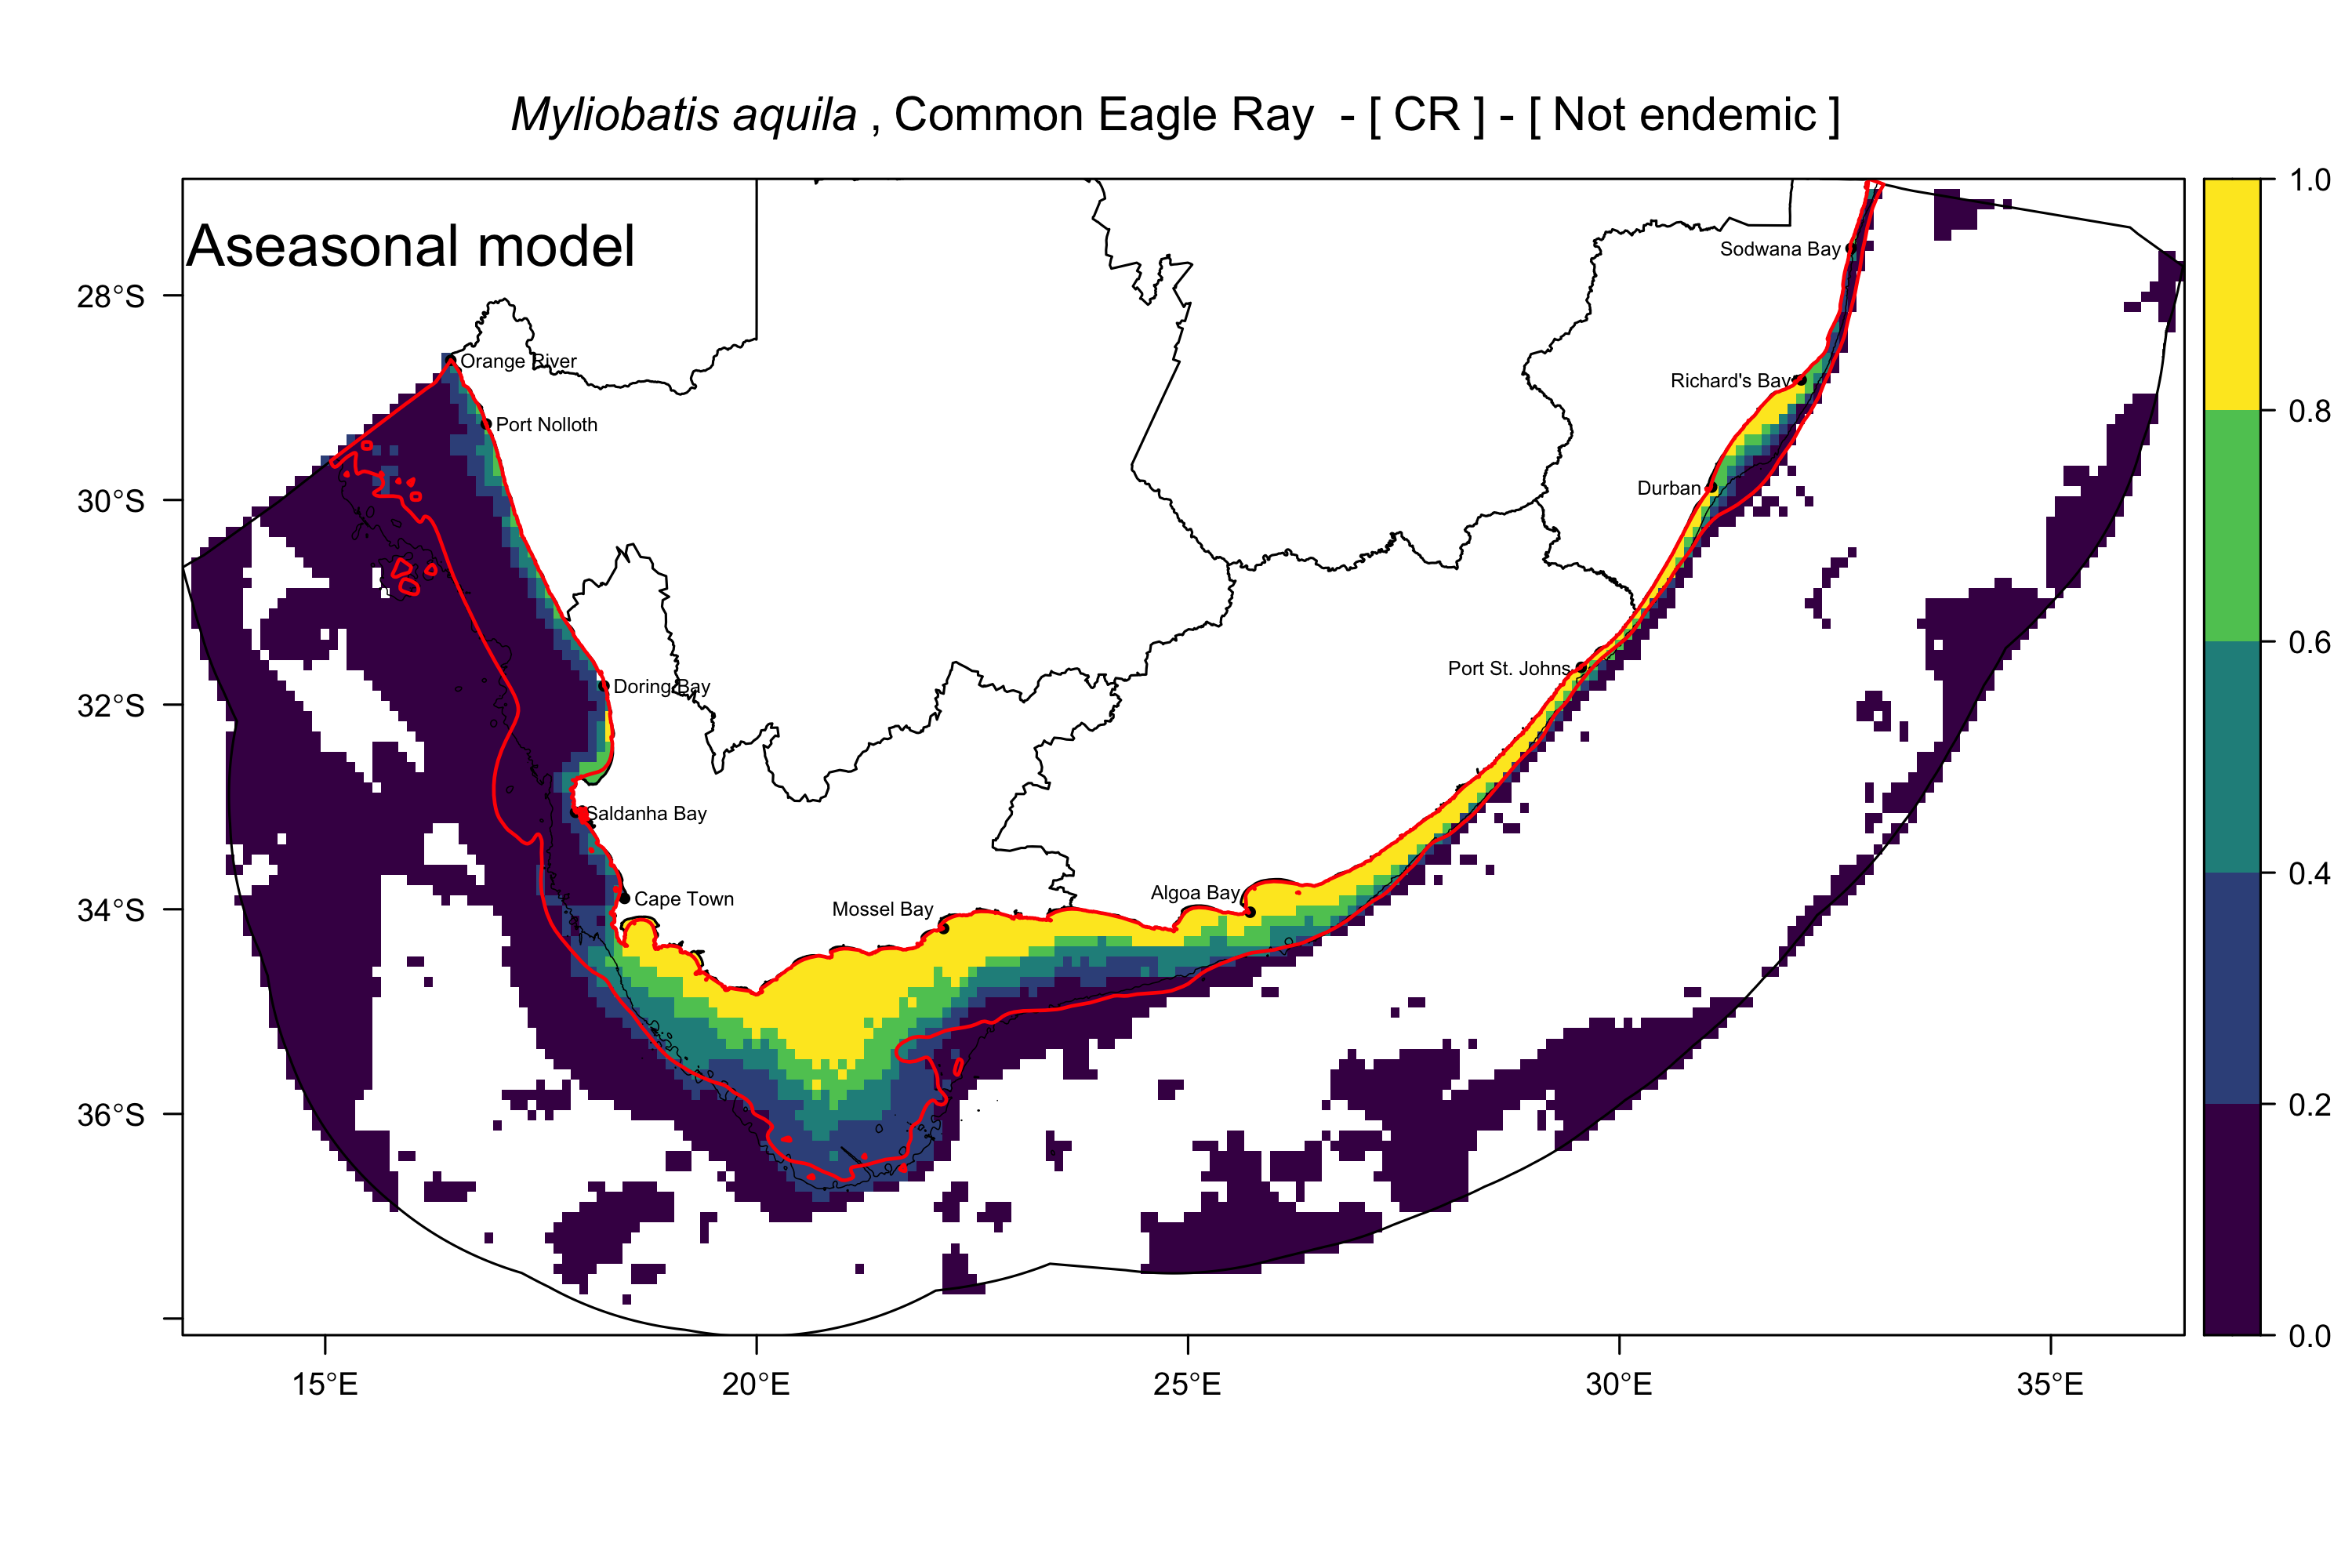 Myliobatis aquila , Common Eagle Ray - [ CR ] - [ Not endemic ]
Aseasonal model
1.0
0.8
0.6
0.4
0.2
0.0
28°S
30°S
32°S
34°S
36°S
15°E
20°E
25°E
30°E
35°E
Sodwana Bay
Orange River
Richard's Bay
Port Nolloth
Durban
Port St. Johns
Doring Bay
Saldanha Bay
Cape Town
Mossel Bay
Algoa Bay